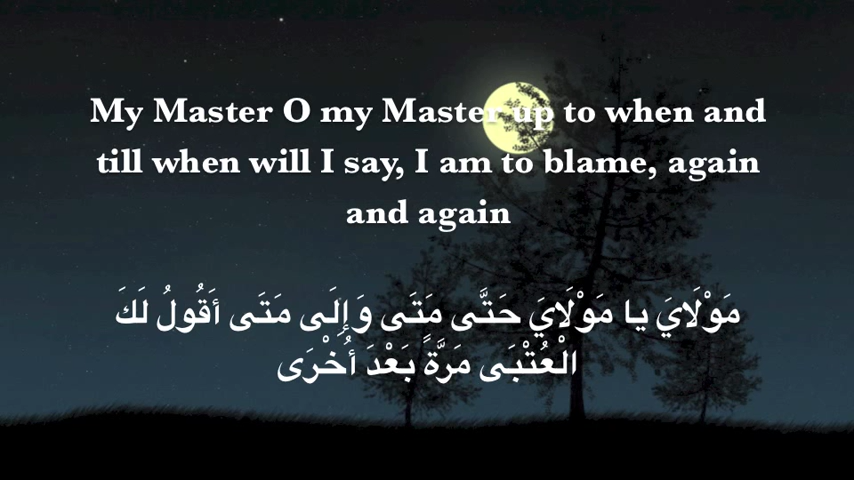 My Master O my Master up to when and
till when will I say, I am to blame, again
and again
مَوْلَايَ يا مَوْلَايَ حَتَّى مَتَى وَإِلَى مَتَى أَقُولُ لَكَ
الْعُتْبَى مَرَّةً بَعْدَ أُخْرَى